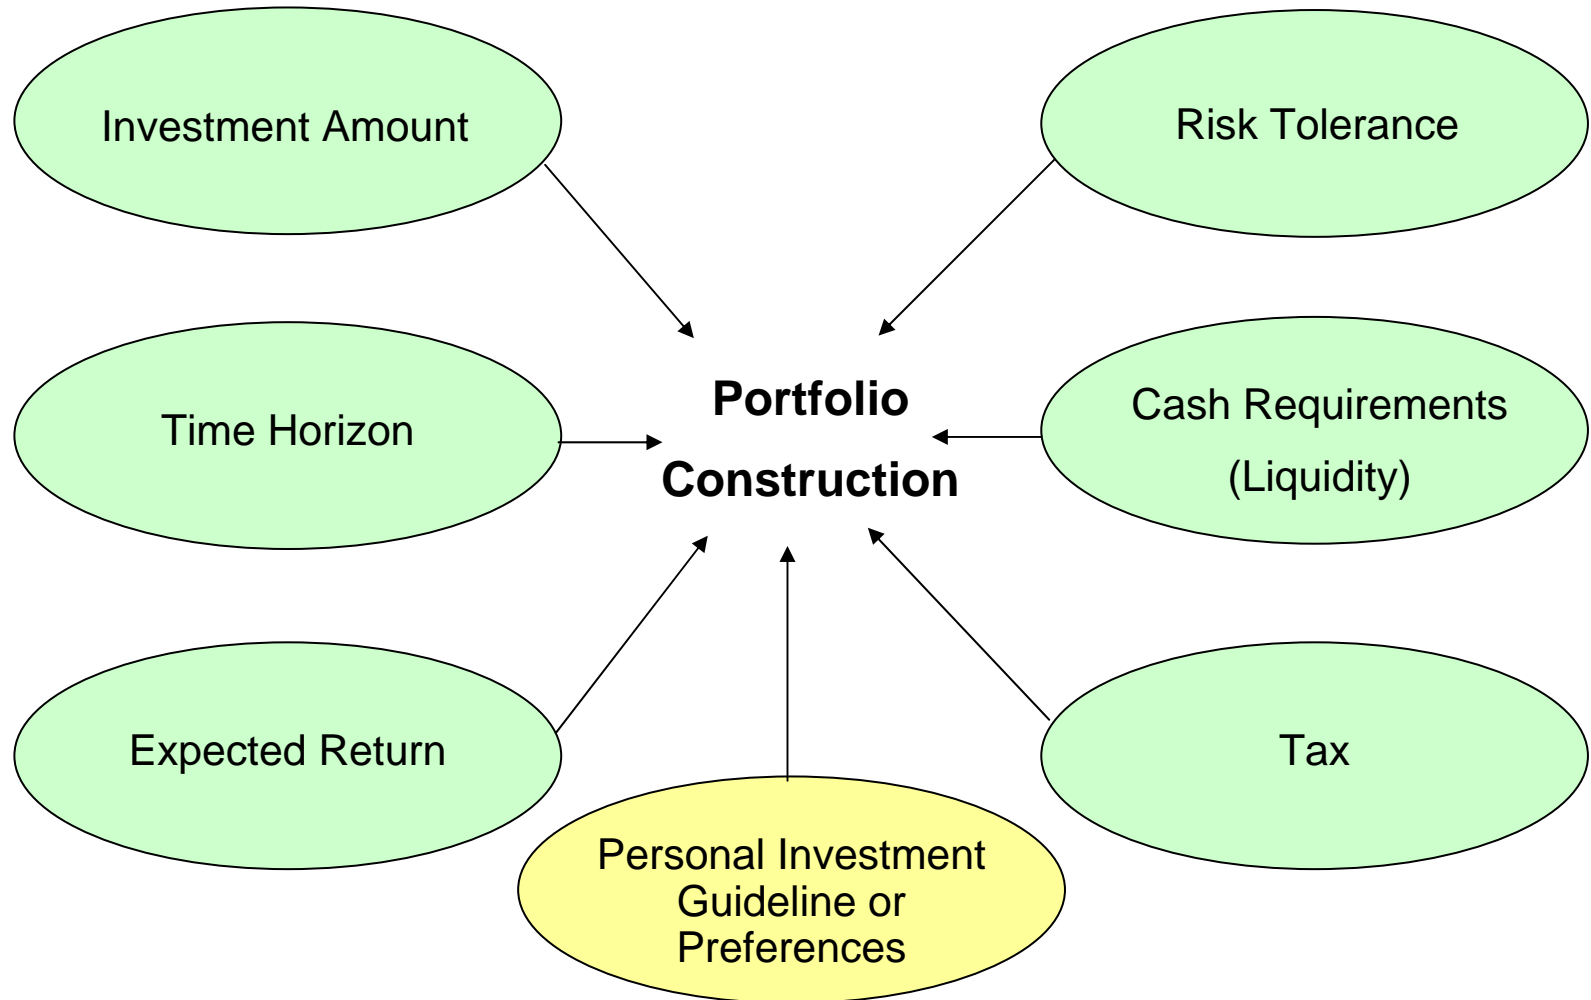 Investment Amount
Risk Tolerance
Portfolio
Construction
Time Horizon
Cash Requirements
(Liquidity)
Expected Return
Tax
Personal Investment
Guideline or
Preferences